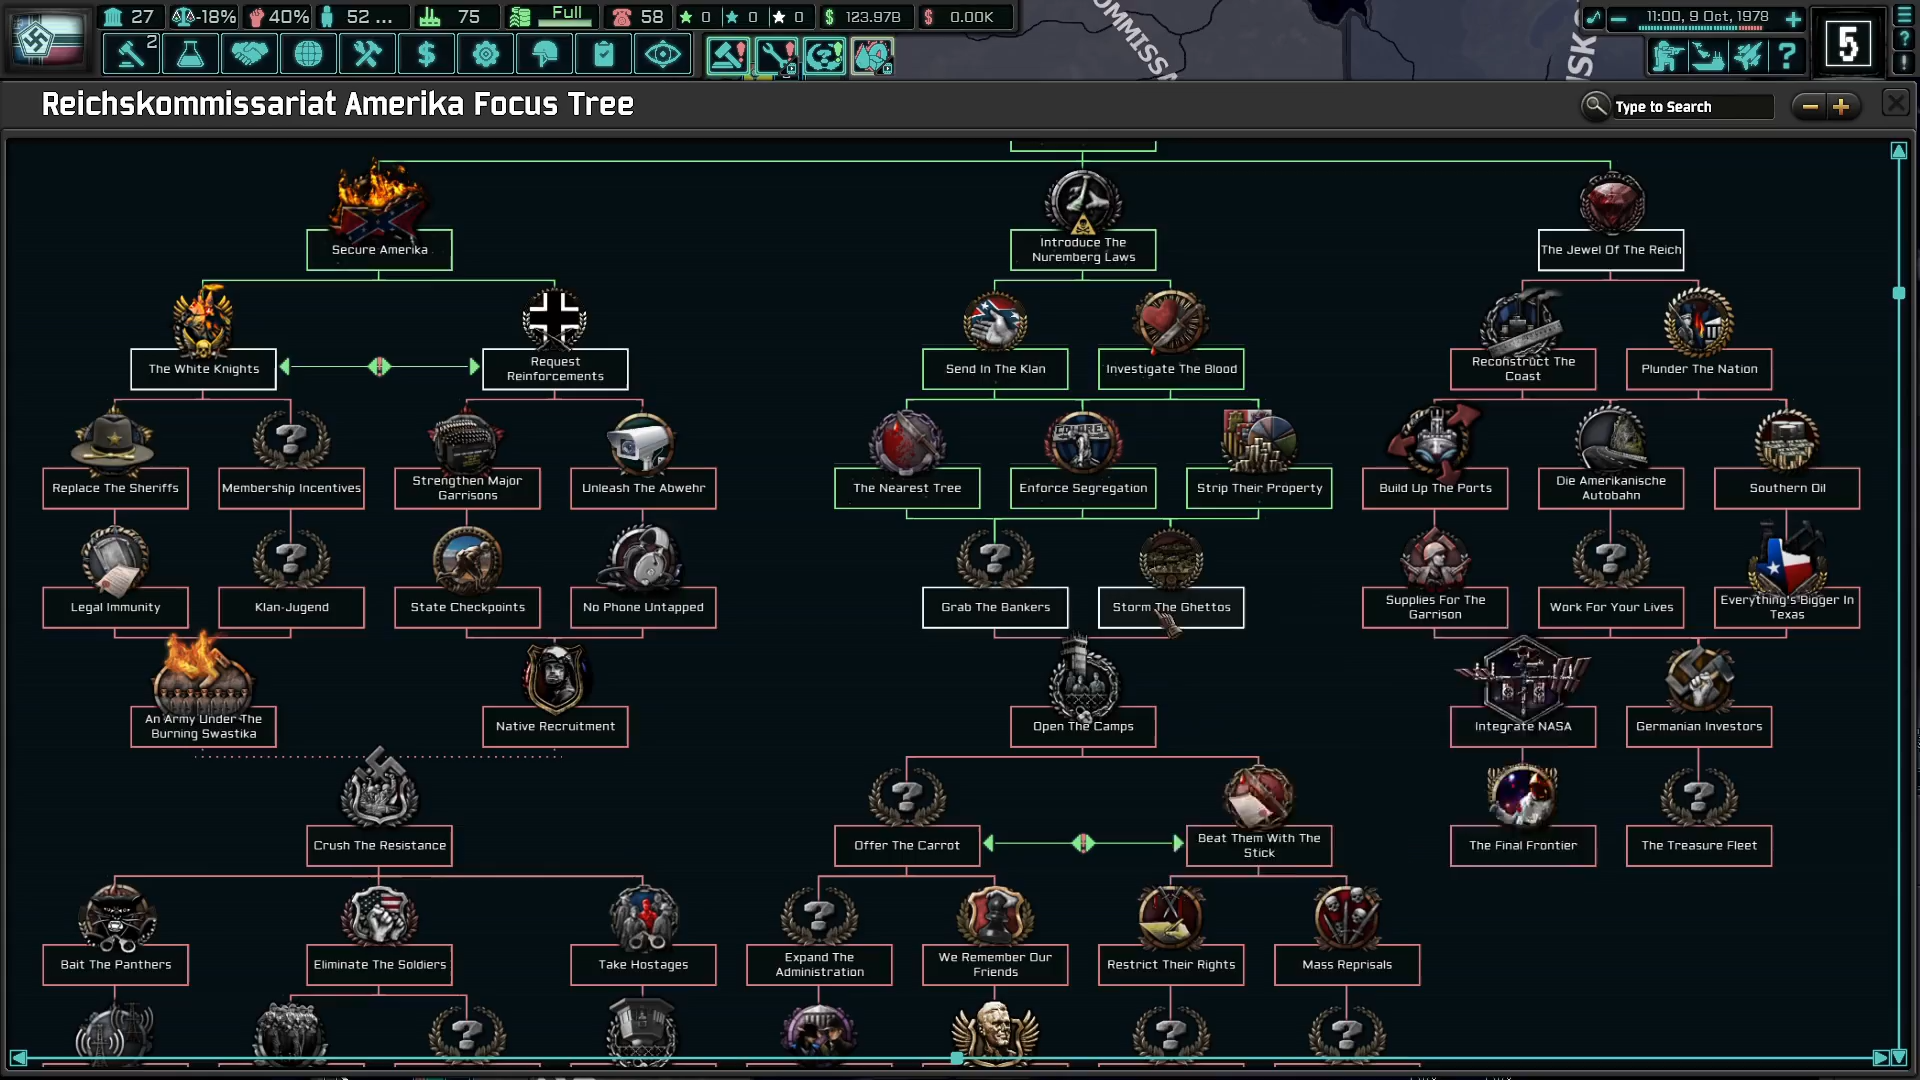 27 -18% 40% 52 ... 75 Full 58 0 0 0 $ 123.97B $ 0.00K
11:00, 9 Oct, 1978
5
2
Reichskommissariat Amerika Focus Tree
Type to Search
Secure Amerika
Introduce The
Nuremberg Laws
The Jewel Of The Reich
The White Knights
Request
Reinforcements
Send In The Klan
Investigate The Blood
Reconstruct The
Coast
Plunder The Nation
Replace The Sheriffs
Membership Incentives
Strengthen Major
Garrisons
Unleash The Abwehr
The Nearest Tree
COLORED
Enforce Segregation
Strip Their Property
Build Up The Ports
Die Amerikanische
Autobahn
Southern Oil
Legal Immunity
Klan-Jugend
State Checkpoints
No Phone Untapped
Grab The Bankers
Storm The Ghettos
Supplies For The
Garrison
Work For Your Lives
Everything's Bigger In
Texas
An Army Under The
Burning Swastika
Native Recruitment
Open The Camps
Integrate NASA
Germanian Investors
Crush The Resistance
Offer The Carrot
Beat Them With The
Stick
The Final Frontier
The Treasure Fleet
Bait The Panthers
Eliminate The Soldiers
Take Hostages
Expand The
Administration
We Remember Our
Friends
Restrict Their Rights
Mass Reprisals